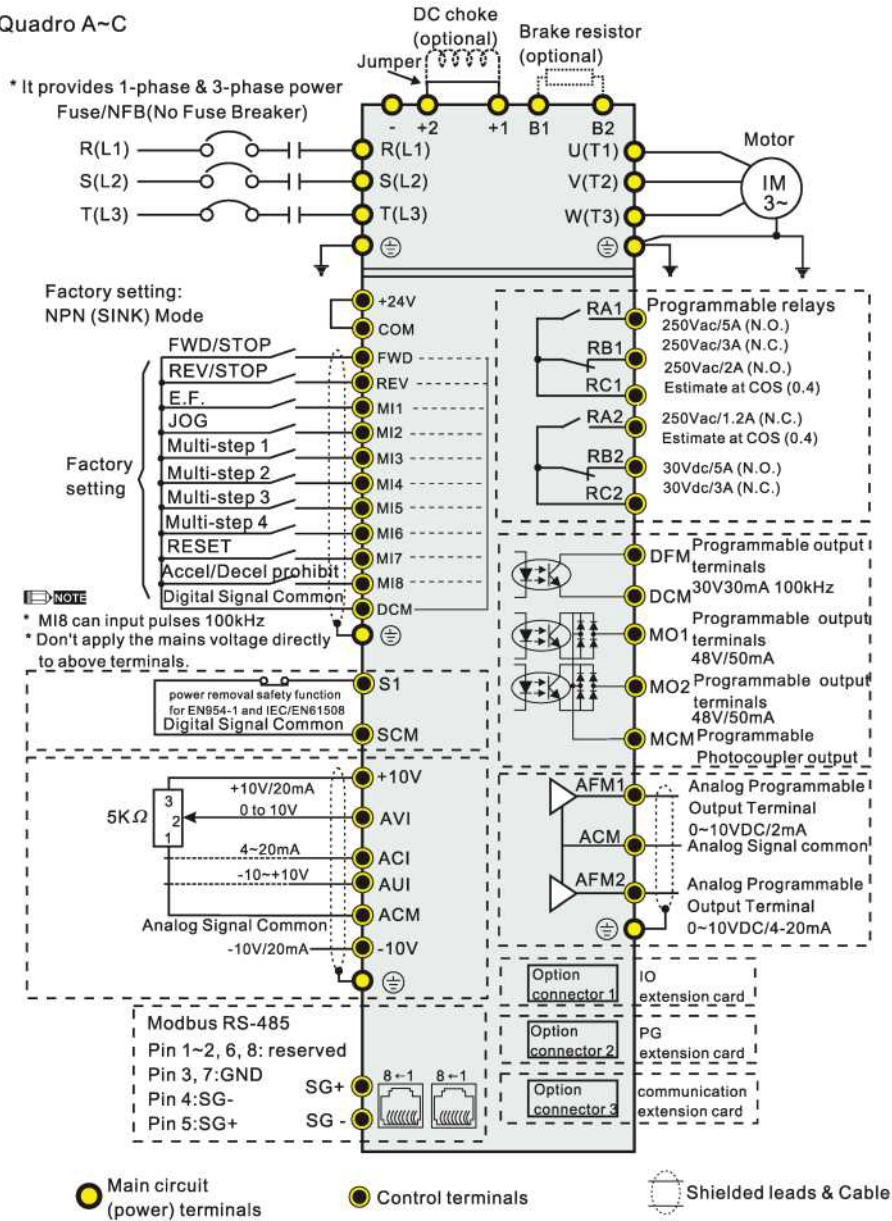 Quadro A~C
DC choke
(optional)
Brake resistor
(optional)
Jumper
* It provides 1-phase & 3-phase power
Fuse/NFB(No Fuse Breaker)
- +2 +1 B1 B2
Motor
R(L1) R(L1) U(T1)
S(L2) S(L2) V(T2)
IM
3~
T(L3) T(L3) W(T3)
Factory setting:
NPN (SINK) Mode
+24V
COM
FWD/STOP
FWD
REV/STOP
REV
E.F.
MI1
JOG
MI2
Multi-step 1
MI3
Multi-step 2
MI4
Multi-step 3
MI5
Multi-step 4
MI6
RESET
MI7
Accel/Decel prohibit
MI8
Digital Signal Common
DCM
Factory
setting
NOTE
* MI8 can input pulses 100kHz
* Don't apply the mains voltage directly
to above terminals.
RA1
Programmable relays
250Vac/5A (N.O.)
250Vac/3A (N.C.)
RB1
250Vac/2A (N.O.)
Estimate at COS (0.4)
RC1
RA2
250Vac/1.2A (N.C.)
Estimate at COS (0.4)
RB2
30Vdc/5A (N.O.)
30Vdc/3A (N.C.)
RC2
DFM
Programmable output
terminals
30V30mA 100kHz
DCM
MO1
Programmable output
terminals
48V/50mA
MO2
Programmable output
terminals
48V/50mA
MCM
Programmable
Photocoupler output
S1
power removal safety function
for EN954-1 and IEC/EN61508
Digital Signal Common
SCM
+10V
+10V/20mA
5KΩ
3
2
1
0 to 10V
AVI
4~20mA
ACI
-10~+10V
AUI
ACM
Analog Signal Common
-10V/20mA
-10V
AFM1
Analog Programmable
Output Terminal
0~10VDC/2mA
ACM
Analog Signal common
AFM2
Analog Programmable
Output Terminal
0~10VDC/4-20mA
Option
connector 1
IO
extension card
Option
connector 2
PG
extension card
Option
connector 3
communication
extension card
Modbus RS-485
Pin 1~2, 6, 8: reserved
Pin 3, 7:GND
Pin 4:SG-
Pin 5:SG+
SG+
SG -
8←1 8←1
Main circuit
(power) terminals
Control terminals
Shielded leads & Cable